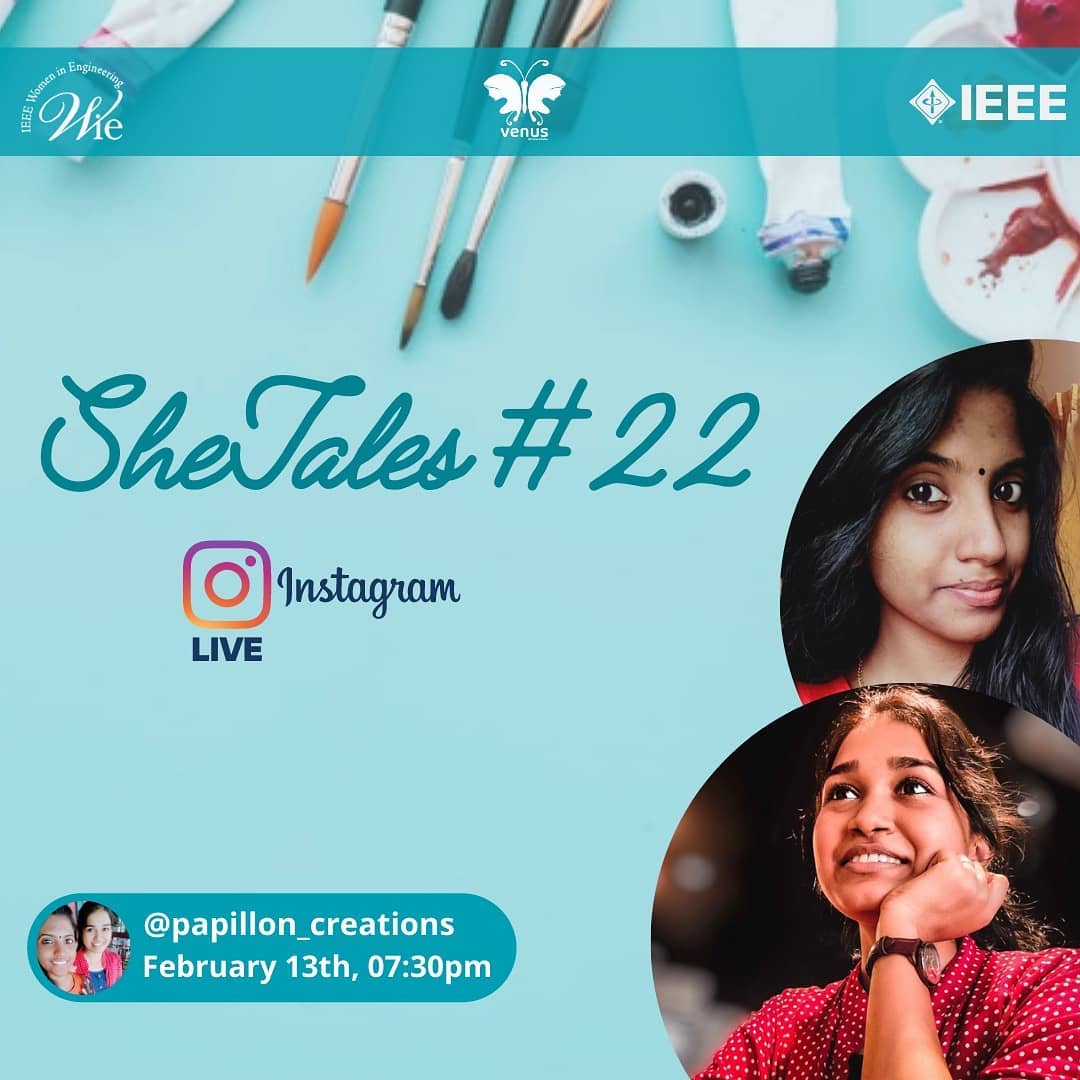 IEEE Women in Engineering
Wie
venus
IEEE
SheTales # 22
Instagram
LIVE
@papillon_creations
February 13th, 07:30pm